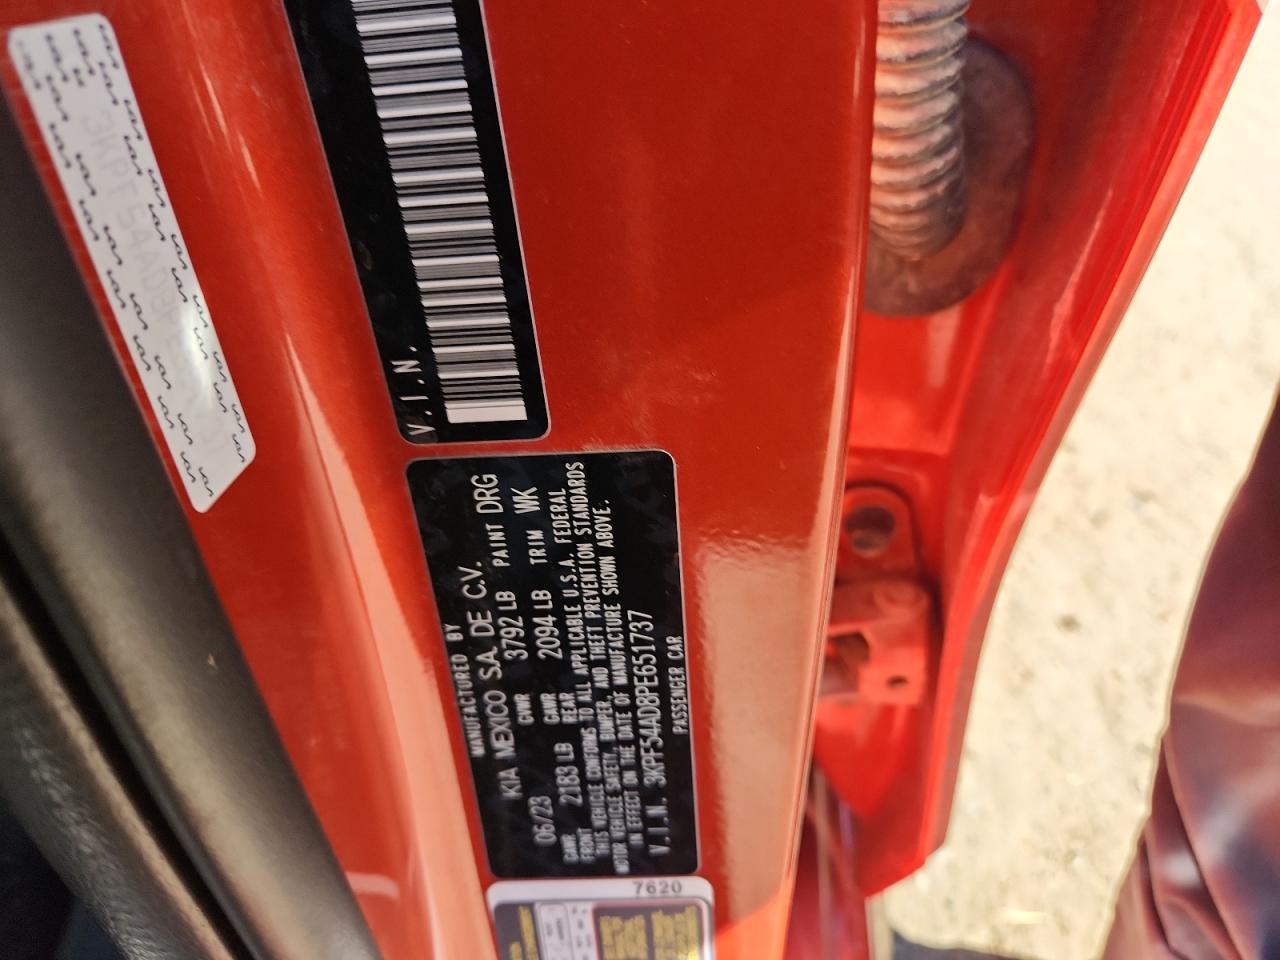 V.I.N.
MANUFACTURED BY
KIA MEXICO S.A. DE C.V.
06/23 GVWR 3792 LB PAINT DRG
GAWR FRONT 2183 LB GAWR REAR 2094 LB TRIM WK
THIS VEHICLE CONFORMS TO ALL APPLICABLE U.S.A. FEDERAL
MOTOR VEHICLE SAFETY, BUMPER, AND THEFT PREVENTION STANDARDS
IN EFFECT ON THE DATE OF MANUFACTURE SHOWN ABOVE.
V.I.N. 3KPF54AD8PE651737
PASSENGER CAR
7620